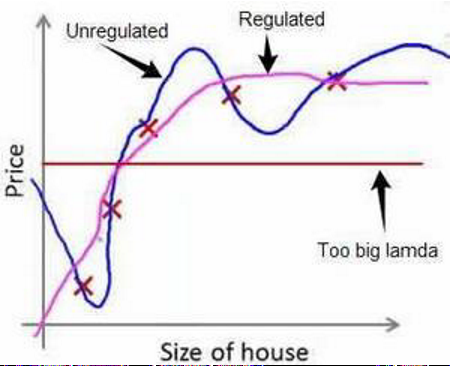 Regulated
Unregulated
Price
Too big lamda
Size of house